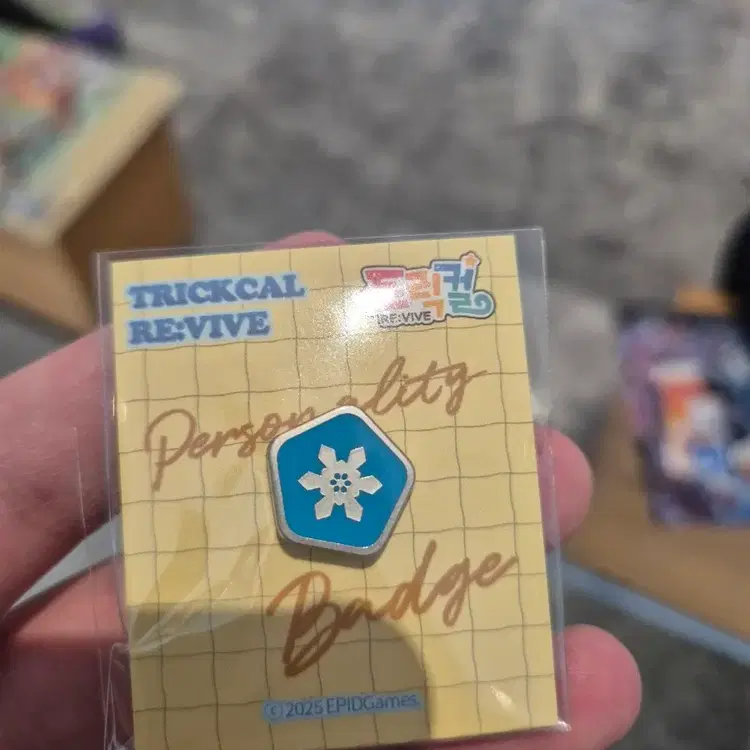 TRICKCAL
RE:VIVE
트릭컬
RE:VIVE
Personality
Badge
©2025 EPIDGames.